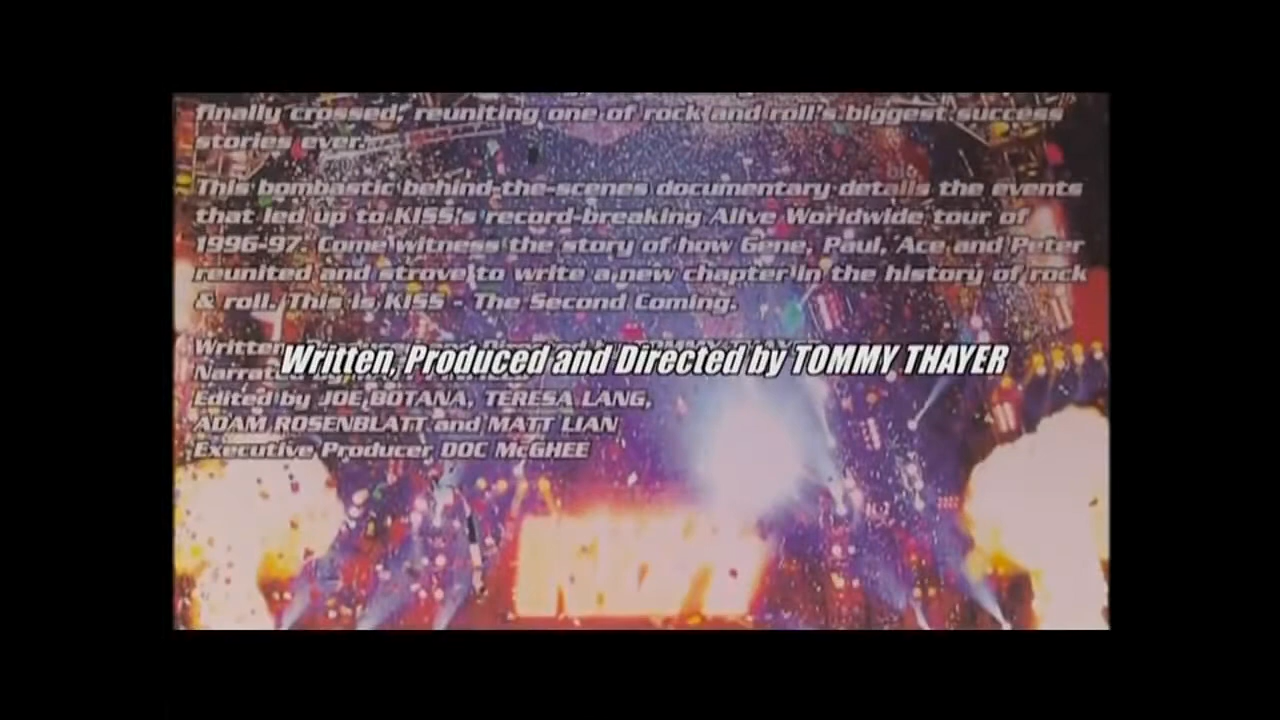 finally crossed, reuniting one of rock and roll's biggest success
stories ever.
This bombastic behind-the-scenes documentary details the events
that led up to KISS's record-breaking Alive Worldwide tour of
1996-97. Come witness the story of how Gene, Paul, Ace and Peter
reunited and strove to write a new chapter in the history of rock
& roll. This is KISS - The Second Coming.
Written, Produced and Directed by TOMMY THAYER
Narrated by
Edited by JOE BOTANA, TERESA LANG,
ADAM ROSENBLATT and MATT LIAN
Executive Producer DOC McGHEE
KISS